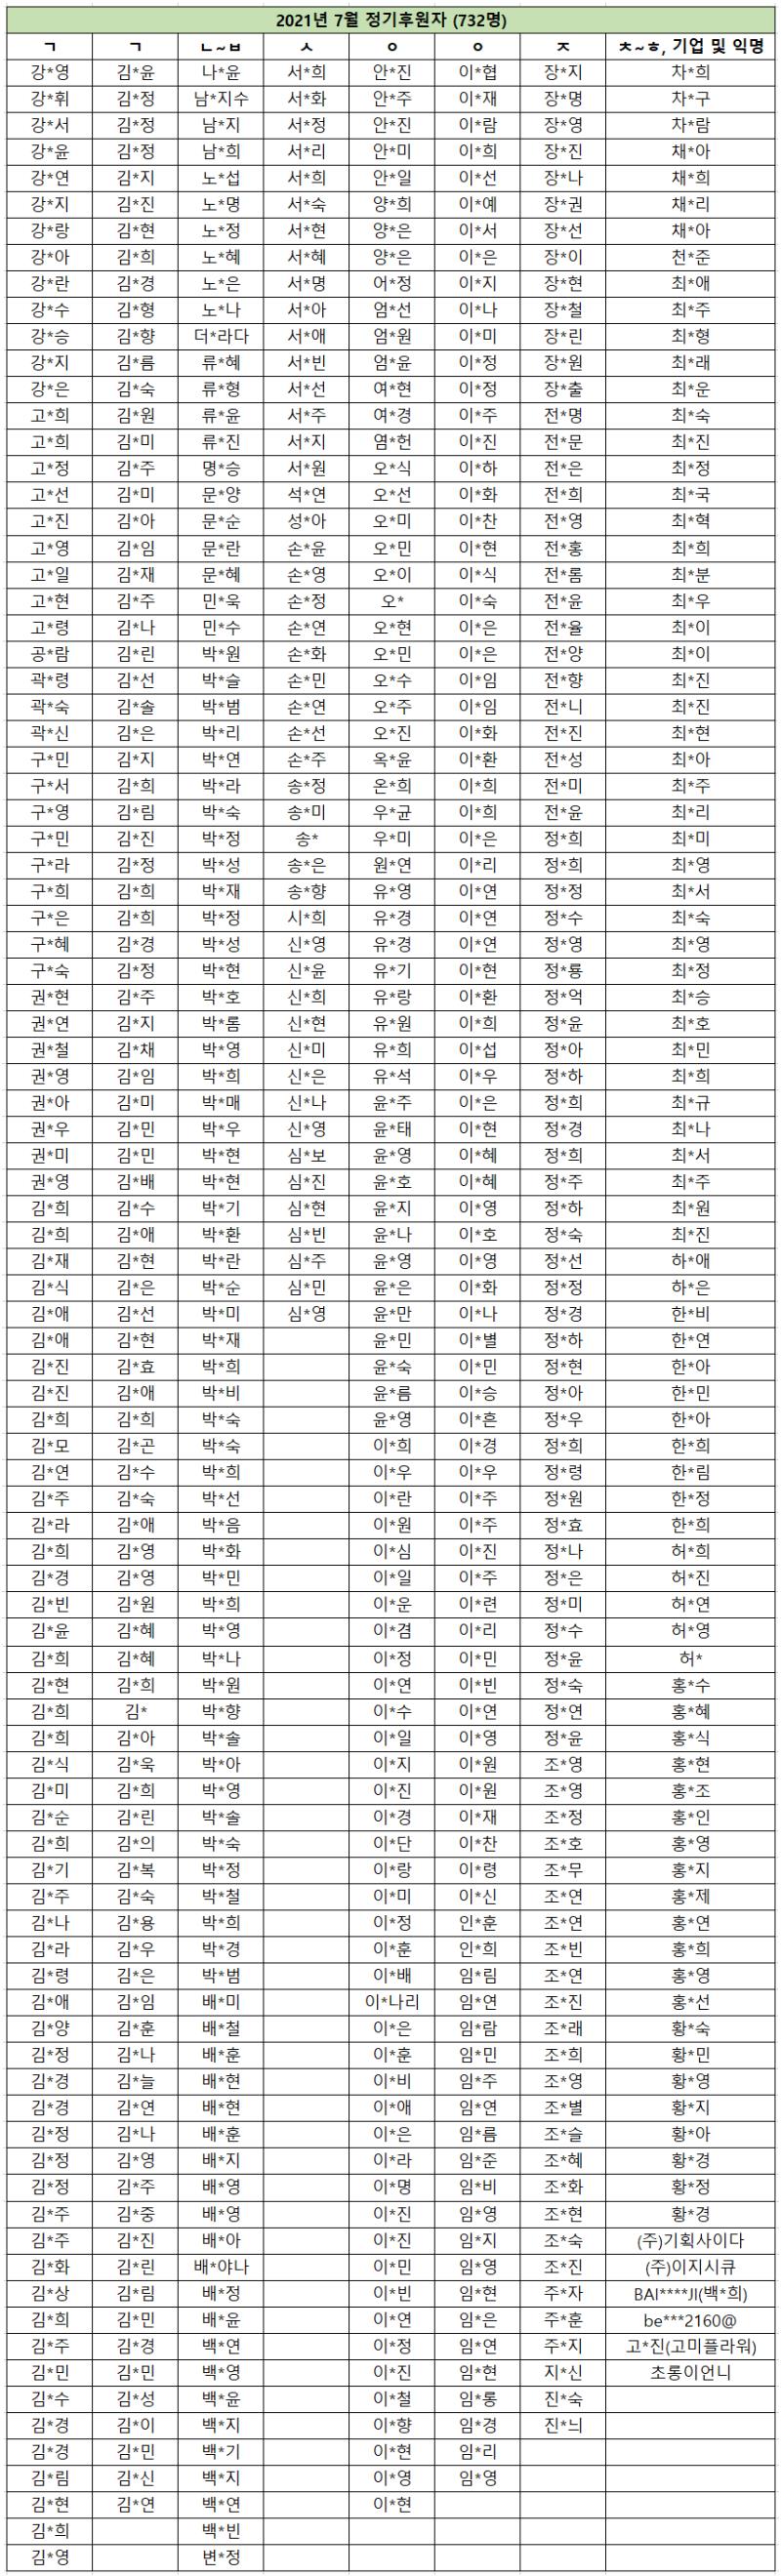 2021년 7월 정기후원자 (732명)
ㄱ ㄱ ㄴ~ㅂ ㅅ ㅇ ㅇ ㅈ ㅊ~ㅎ, 기업 및 익명
강*영 김*윤 나*윤 서*희 안*진 이*협 장*지 차*희
강*휘 김*정 남*지수 서*화 안*주 이*재 장*명 차*구
강*서 김*정 남*지 서*정 안*진 이*람 장*영 차*람
강*윤 김*정 남*희 서*리 안*미 이*희 장*진 채*아
강*연 김*지 노*섭 서*희 안*일 이*선 장*나 채*희
강*지 김*진 노*명 서*숙 양*희 이*예 장*권 채*리
강*랑 김*현 노*정 서*현 양*은 이*서 장*선 채*아
강*아 김*희 노*혜 서*혜 양*은 이*은 장*이 천*준
강*란 김*경 노*은 서*명 어*정 이*지 장*현 최*애
강*수 김*형 노*나 서*아 엄*선 이*나 장*철 최*주
강*승 김*향 더*라다 서*애 엄*원 이*미 장*린 최*형
강*지 김*름 류*혜 서*빈 엄*윤 이*정 장*원 최*래
강*은 김*숙 류*형 서*선 여*현 이*정 장*출 최*운
고*희 김*원 류*윤 서*주 여*경 이*주 전*명 최*숙
고*희 김*미 류*진 서*지 염*헌 이*진 전*문 최*진
고*정 김*주 명*승 서*원 오*식 이*하 전*은 최*정
고*선 김*미 문*양 석*연 오*선 이*화 전*희 최*국
고*진 김*아 문*순 성*아 오*미 이*찬 전*영 최*혁
고*영 김*임 문*란 손*윤 오*민 이*현 전*홍 최*희
고*일 김*재 문*혜 손*영 오*이 이*식 전*롬 최*분
고*현 김*주 민*욱 손*정 오* 이*숙 전*윤 최*우
고*령 김*나 민*수 손*연 오*현 이*은 전*율 최*이
공*람 김*린 박*원 손*화 오*민 이*은 전*양 최*이
곽*령 김*선 박*슬 손*민 오*수 이*임 전*향 최*진
곽*숙 김*솔 박*범 손*연 오*주 이*임 전*니 최*진
곽*신 김*은 박*리 손*선 오*진 이*화 전*진 최*현
구*민 김*지 박*연 손*주 옥*윤 이*환 전*성 최*아
구*서 김*희 박*라 송*정 온*희 이*희 전*미 최*주
구*영 김*림 박*숙 송*미 우*균 이*희 전*윤 최*리
구*민 김*진 박*정 송* 우*미 이*은 정*희 최*미
구*라 김*정 박*성 송*은 원*연 이*리 정*희 최*영
구*희 김*희 박*재 송*향 유*영 이*연 정*정 최*서
구*은 김*희 박*정 시*희 유*경 이*연 정*수 최*숙
구*혜 김*경 박*성 신*영 유*경 이*연 정*영 최*영
구*숙 김*정 박*현 신*윤 유*기 이*현 정*룡 최*정
권*현 김*주 박*호 신*희 유*랑 이*환 정*억 최*승
권*연 김*지 박*롬 신*현 유*원 이*희 정*윤 최*호
권*철 김*채 박*영 신*미 유*희 이*섭 정*아 최*민
권*영 김*임 박*희 신*은 유*석 이*우 정*하 최*희
권*아 김*미 박*매 신*나 윤*주 이*은 정*희 최*규
권*우 김*민 박*우 신*영 윤*태 이*현 정*경 최*나
권*미 김*민 박*현 심*보 윤*영 이*혜 정*희 최*서
권*영 김*배 박*현 심*진 윤*호 이*혜 정*주 최*주
김*희 김*수 박*기 심*현 윤*지 이*영 정*하 최*원
김*희 김*애 박*환 심*빈 윤*나 이*호 정*숙 최*진
김*재 김*현 박*란 심*주 윤*영 이*영 정*선 하*애
김*식 김*은 박*순 심*민 윤*은 이*화 정*정 하*은
김*애 김*선 박*미 심*영 윤*만 이*나 정*경 한*비
김*애 김*현 박*재 윤*민 이*별 정*하 한*연
김*진 김*효 박*희 윤*숙 이*민 정*현 한*아
김*진 김*애 박*비 윤*름 이*승 정*아 한*민
김*희 김*희 박*숙 윤*영 이*흔 정*우 한*아
김*모 김*곤 박*숙 이*희 이*경 정*희 한*희
김*연 김*수 박*희 이*우 이*우 정*령 한*림
김*주 김*숙 박*선 이*란 이*주 정*원 한*정
김*라 김*애 박*음 이*원 이*주 정*효 한*희
김*희 김*영 박*화 이*심 이*진 정*나 허*희
김*경 김*영 박*민 이*일 이*주 정*은 허*진
김*빈 김*원 박*희 이*운 이*련 정*미 허*연
김*윤 김*혜 박*영 이*겸 이*리 정*수 허*영
김*희 김*혜 박*나 이*정 이*민 정*윤 허*
김*현 김*희 박*원 이*연 이*빈 정*숙 홍*수
김*희 김* 박*향 이*수 이*연 정*연 홍*혜
김*희 김*아 박*솔 이*일 이*영 정*윤 홍*식
김*식 김*욱 박*아 이*지 이*원 조*영 홍*현
김*미 김*희 박*영 이*진 이*원 조*영 홍*조
김*순 김*린 박*솔 이*경 이*재 조*정 홍*인
김*희 김*의 박*숙 이*단 이*찬 조*호 홍*영
김*기 김*복 박*정 이*랑 이*령 조*무 홍*지
김*주 김*숙 박*철 이*미 이*신 조*연 홍*제
김*나 김*용 박*희 이*정 인*훈 조*연 홍*연
김*라 김*우 박*경 이*훈 인*희 조*빈 홍*희
김*령 김*은 박*범 이*배 임*림 조*연 홍*영
김*애 김*임 배*미 이*나리 임*연 조*진 홍*선
김*양 김*훈 배*철 이*은 임*람 조*래 황*숙
김*정 김*나 배*훈 이*훈 임*민 조*희 황*민
김*경 김*늘 배*현 이*비 임*주 조*영 황*영
김*경 김*연 배*현 이*애 임*연 조*별 황*지
김*정 김*나 배*훈 이*은 임*름 조*슬 황*아
김*정 김*영 배*지 이*라 임*준 조*혜 황*경
김*정 김*주 배*영 이*명 임*비 조*화 황*정
김*주 김*중 배*영 이*진 임*영 조*현 황*경
김*주 김*진 배*아 이*진 임*지 조*숙 (주)기획사이다
김*화 김*린 배*야나 이*민 임*영 조*진 (주)이지시큐
김*상 김*림 배*정 이*빈 임*현 주*자 BAI****JI(백*희)
김*희 김*민 배*윤 이*연 임*은 주*훈 be***2160@
김*주 김*경 백*연 이*정 임*연 주*지 고*진(고미플라워)
김*민 김*민 백*영 이*진 임*현 지*신 초롱이언니
김*수 김*성 백*윤 이*철 임*롱 진*숙
김*경 김*이 백*지 이*향 임*경 진*늬
김*경 김*민 백*기 이*현 임*리
김*림 김*신 백*지 이*영 임*영
김*현 김*연 백*연 이*현
김*희 백*빈
김*영 변*정